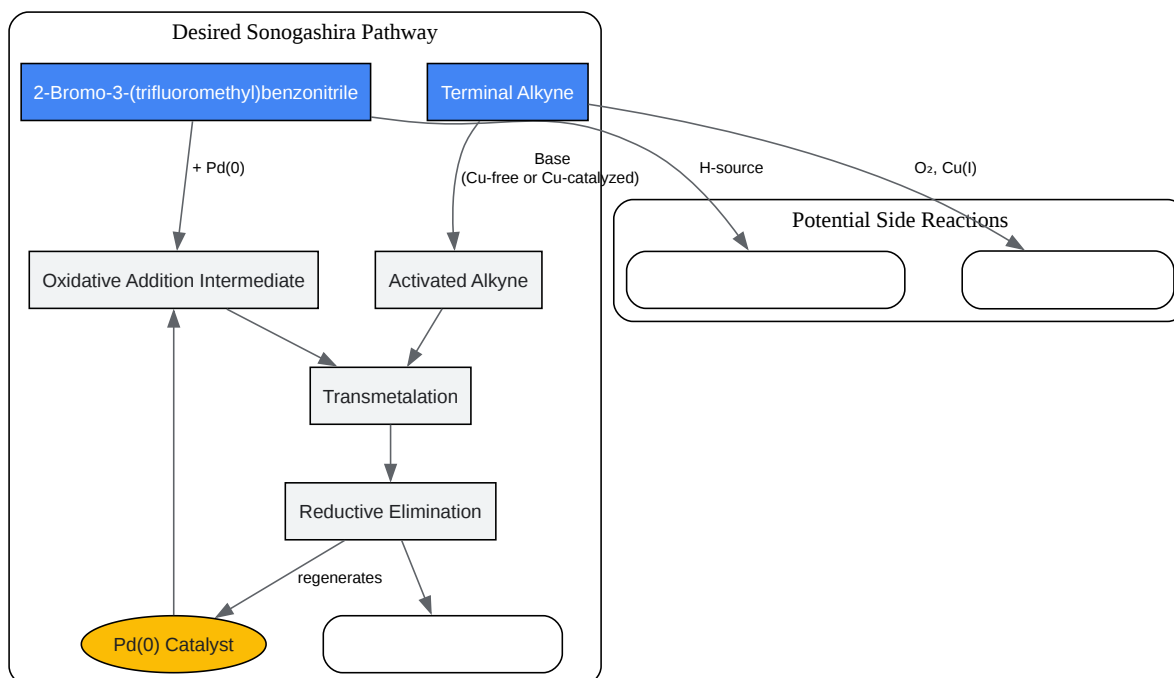 Desired Sonogashira Pathway
2-Bromo-3-(trifluoromethyl)benzonitrile
Terminal Alkyne
+ Pd(0)
Base
(Cu-free or Cu-catalyzed)
H-source
O₂, Cu(I)
Potential Side Reactions
Oxidative Addition Intermediate
Activated Alkyne
Transmetalation
Reductive Elimination
regenerates
Pd(0) Catalyst